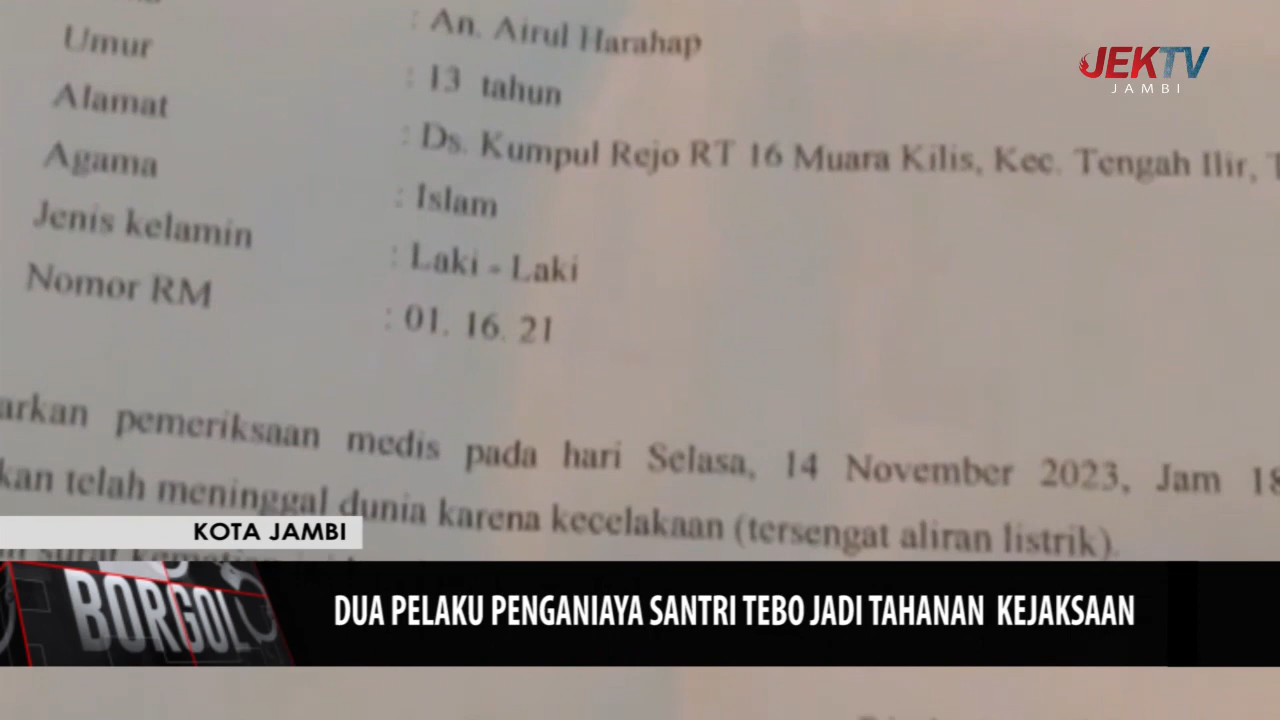 : An. Airul Harahap
Umur : 13 tahun
Alamat : Ds. Kumpul Rejo RT 16 Muara Kilis, Kec. Tengah Ilir,
Agama : Islam
Jenis kelamin : Laki - Laki
Nomor RM : 01. 16. 21
arkan pemeriksaan medis pada hari Selasa, 14 November 2023, Jam 18
kan telah meninggal dunia karena kecelakaan (tersengat aliran listrik).
JEKTV
JAMBI
KOTA JAMBI
BORGOL
DUA PELAKU PENGANIAYA SANTRI TEBO JADI TAHANAN KEJAKSAAN